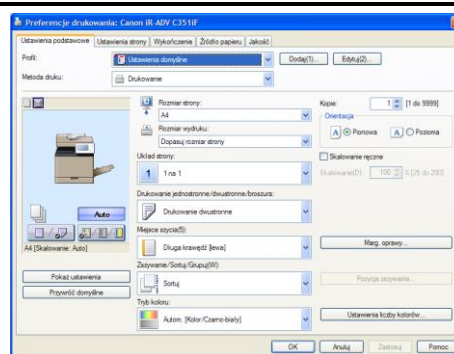 Preferencje drukowania: Canon iR-ADV C351iF
Ustawienia podstawowe Ustawienia strony Wykończenie Źródło papieru Jakość
Profil: Ustawienia domyślne Dodaj(1)... Edytuj(2)...
Metoda druku: Drukowanie
Rozmiar strony: Kopie: 1 [1 do 9999]
A4 Orientacja
Rozmiar wydruku: A Pionowa A Pozioma
Dopasuj rozmiar strony
Układ strony: Skalowanie ręczne
1 1 na 1 Skalowanie(D): 100 % [25 do 200]
Drukowanie jednostronne/dwustronne/broszura:
Auto Drukowanie dwustronne
Miejsce szycia(S):
A4 [Skalowanie: Auto] Długa krawędź [lewa] Marg. oprawy...
Zszywanie/Sortuj/Grupuj(W):
Pokaż ustawienia Sortuj Pozycja zszywania...
Przywróć domyślne
Tryb koloru:
Autom. [Kolor/Czarno-biały] Ustawienia liczby kolorów...
OK Anuluj Zastosuj Pomoc